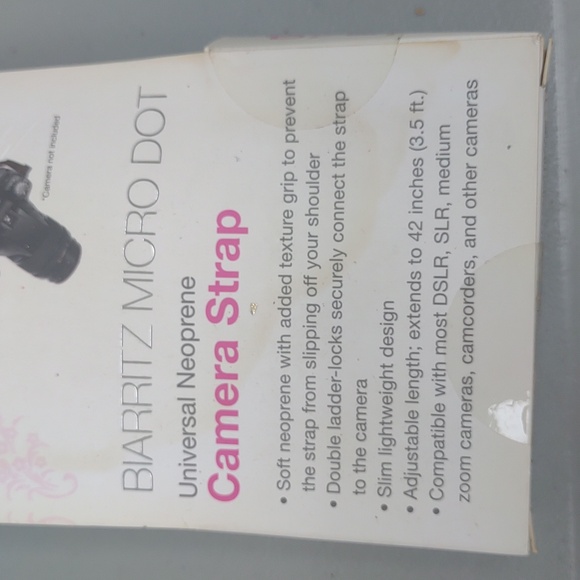 *Camera not included
BIARRITZ MICRO DOT
Universal Neoprene
Camera Strap
• Soft neoprene with added texture grip to prevent
the strap from slipping off your shoulder
• Double ladder-locks securely connect the strap
to the camera
• Slim lightweight design
• Adjustable length; extends to 42 inches (3.5 ft.)
• Compatible with most DSLR, SLR, medium
zoom cameras, camcorders, and other cameras